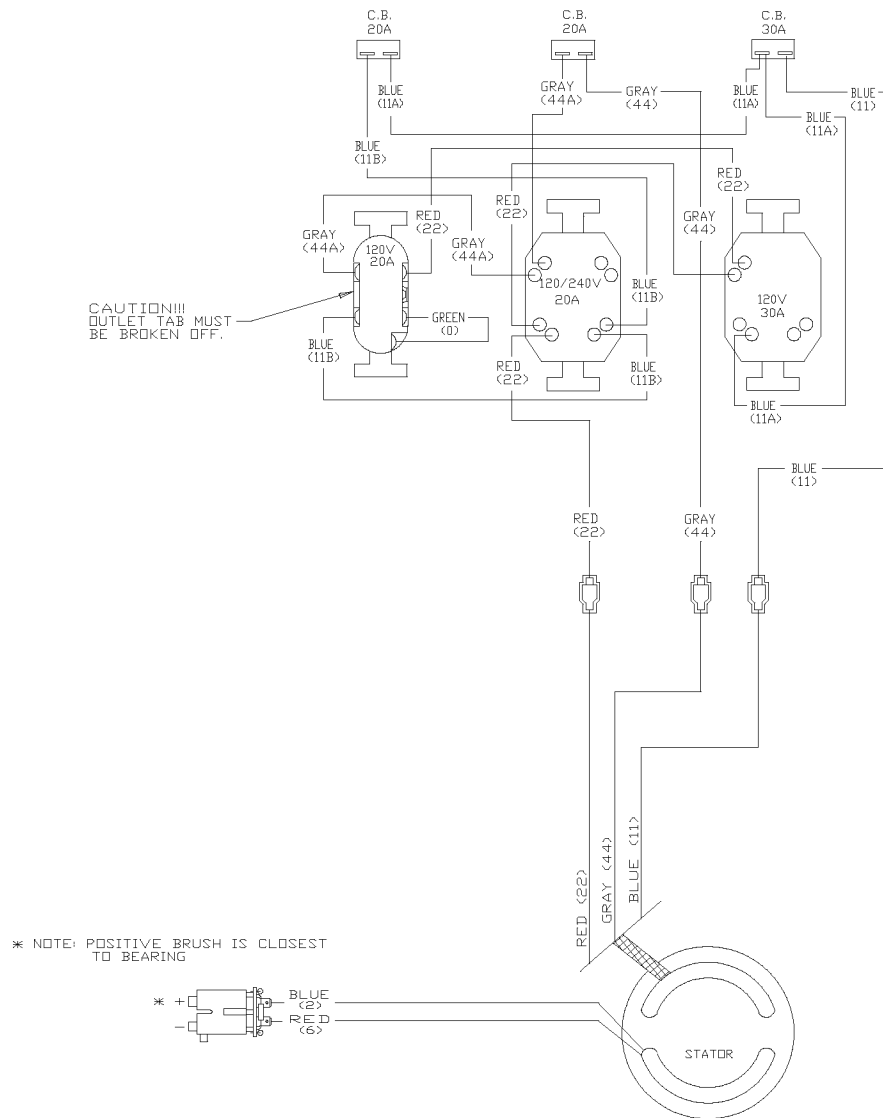 C.B.
20A
C.B.
20A
C.B.
30A
BLUE
(11A)
GRAY
(44A)
GRAY
(44)
BLUE
(11A)
BLUE
(11)
BLUE
(11A)
BLUE
(11B)
RED
(22)
RED
(22)
RED
(22)
GRAY
(44A)
GRAY
(44A)
GRAY
(44)
120V
20A
120/240V
20A
BLUE
(11B)
120V
30A
CAUTION!!!
OUTLET TAB MUST
BE BROKEN OFF.
GREEN
(0)
BLUE
(11B)
RED
(22)
BLUE
(11B)
BLUE
(11A)
BLUE
(11)
RED
(22)
GRAY
(44)
RED (22)
GRAY (44)
BLUE (11)
* NOTE: POSITIVE BRUSH IS CLOSEST
TO BEARING
* +
-
BLUE
(2)
RED
(6)
STATOR